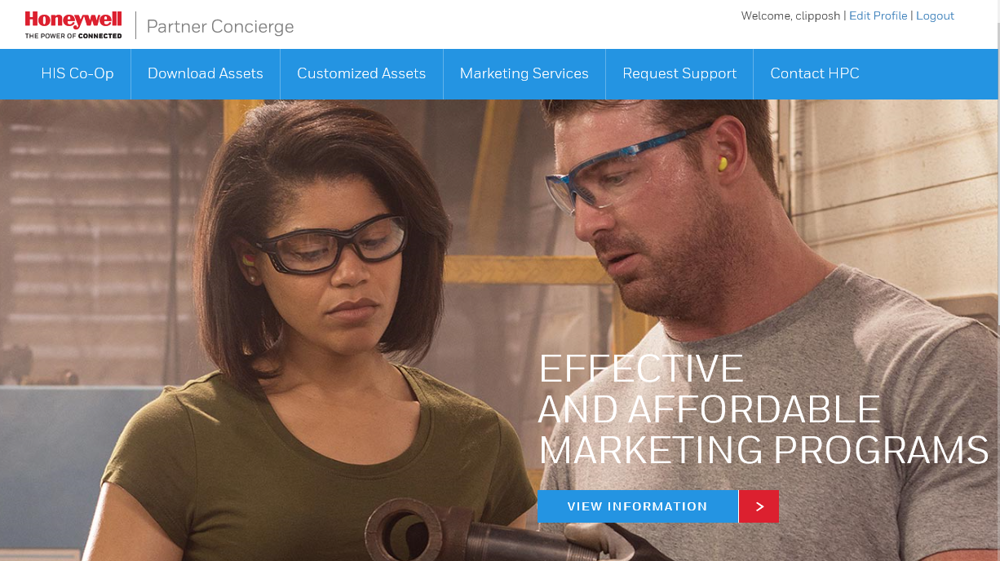 Honeywell
THE POWER OF CONNECTED
Partner Concierge
Welcome, clipposh | Edit Profile | Logout
HIS Co-Op
Download Assets
Customized Assets
Marketing Services
Request Support
Contact HPC
EFFECTIVE
AND AFFORDABLE
MARKETING PROGRAMS
VIEW INFORMATION >